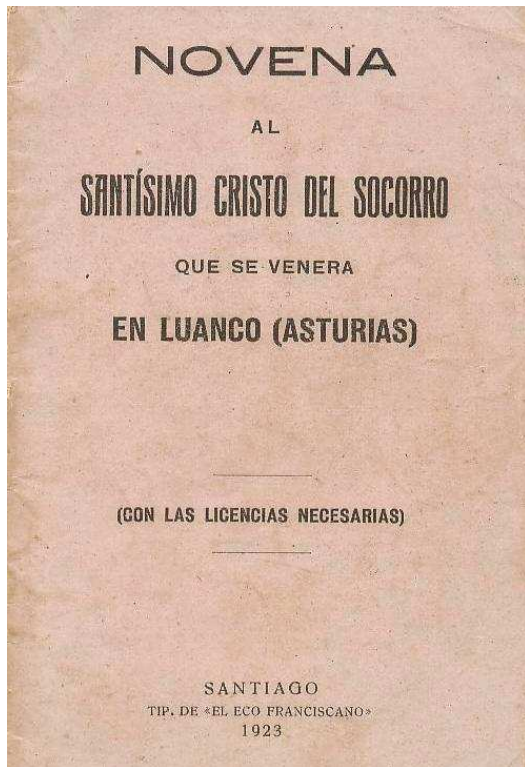 NOVENA
AL
SANTÍSIMO CRISTO DEL SOCORRO
QUE SE VENERA
EN LUANCO (ASTURIAS)
(CON LAS LICENCIAS NECESARIAS)
SANTIAGO
TIP. DE «EL ECO FRANCISCANO»
1923